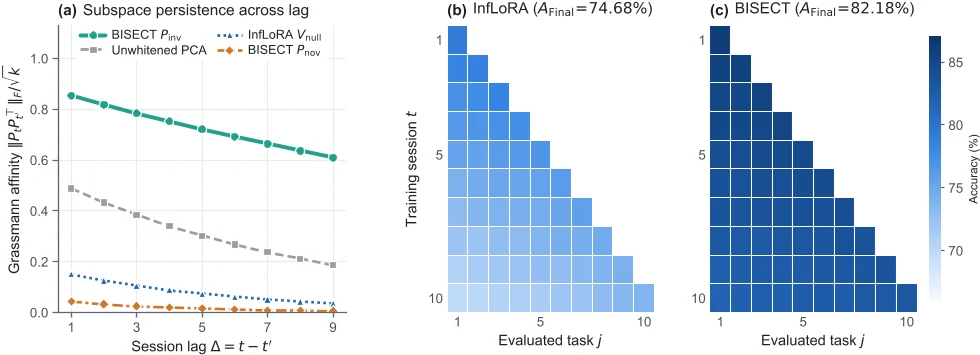 (a) Subspace persistence across lag
BISECT P_inv
Unwhitened PCA
InfLoRA V_null
BISECT P_nov
Grassmann affinity ‖P_t P_t'^⊤‖_F/√k
1.0
0.8
0.6
0.4
0.2
0.0
1 3 5 7 9
Session lag Δ = t − t′
(b) InfLoRA (A_Final=74.68%)
Training session t
1
5
10
1 5 10
Evaluated task j
(c) BISECT (A_Final=82.18%)
1
5
10
1 5 10
Evaluated task j
85
80
75
70
Accuracy (%)